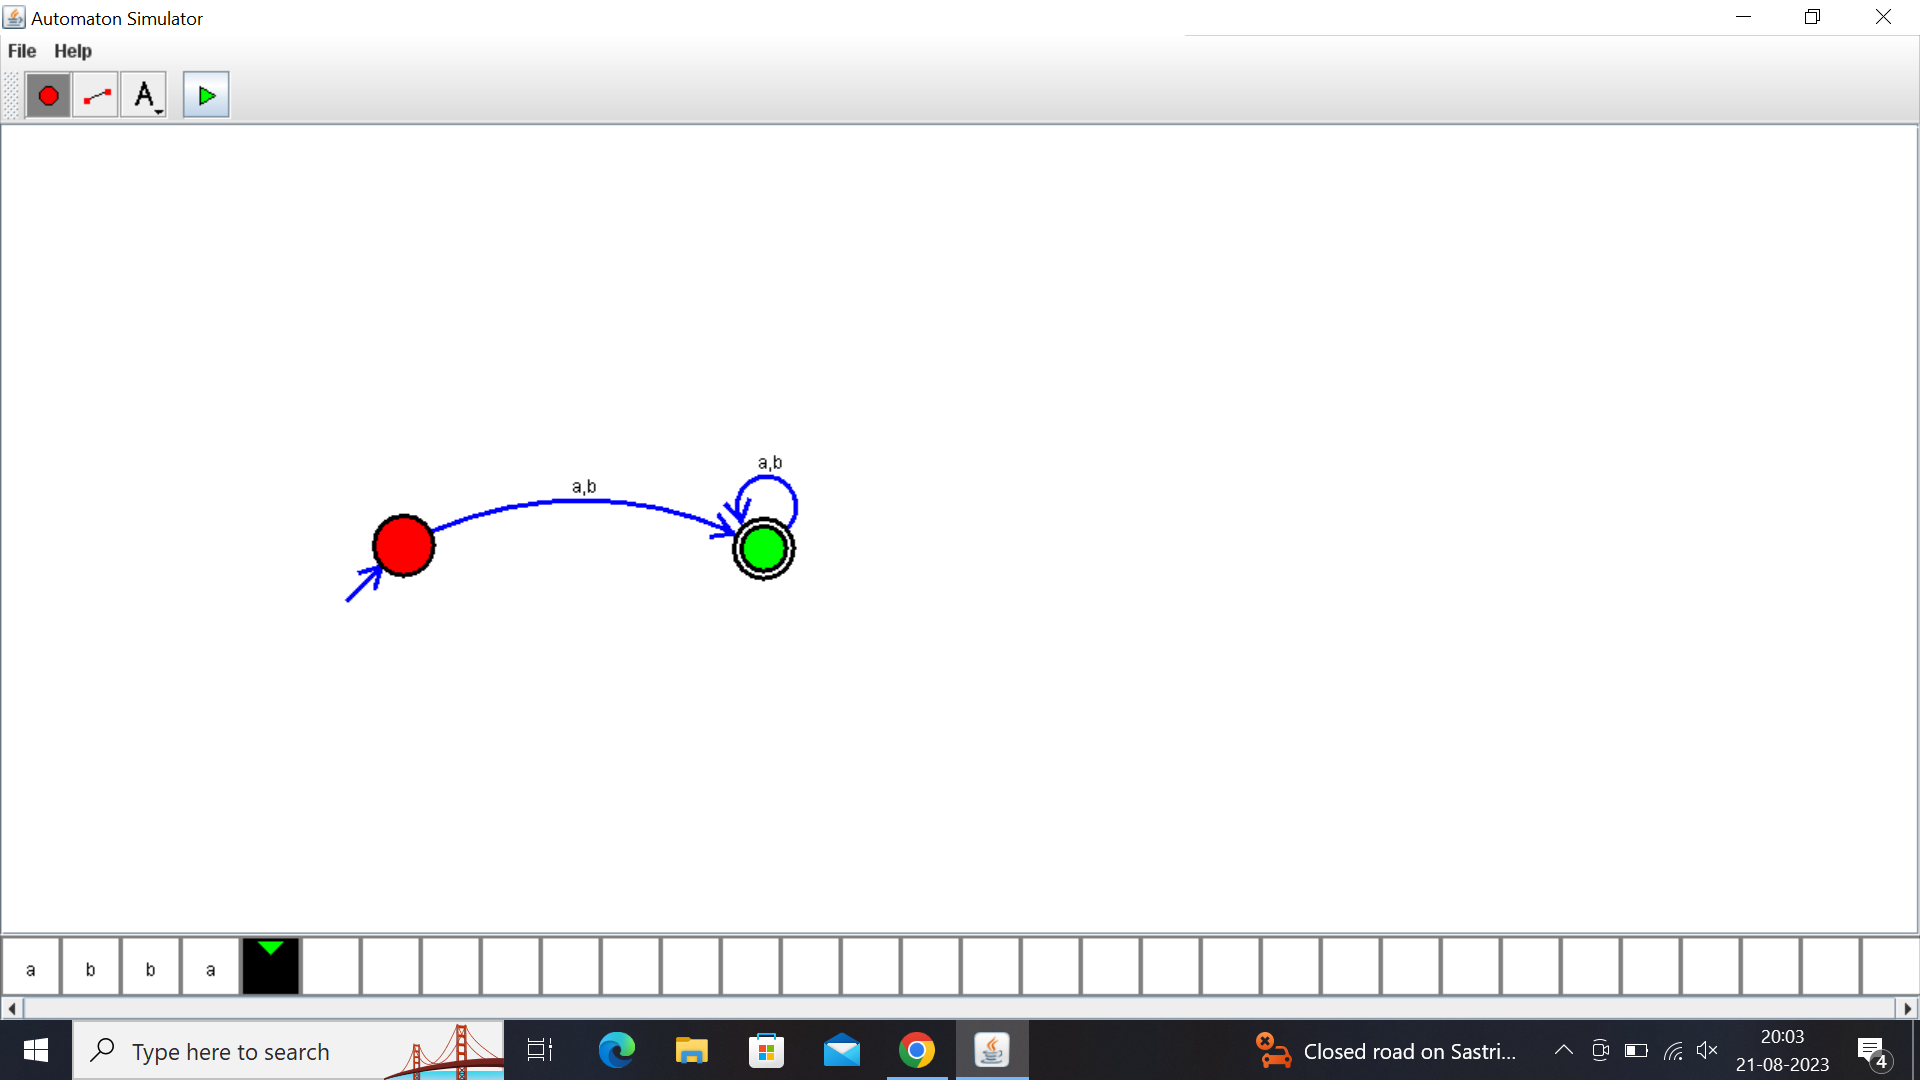 Automaton Simulator
File Help
A
a,b
a,b
a b b a
Type here to search
Closed road on Sastri...
20:03
21-08-2023
4